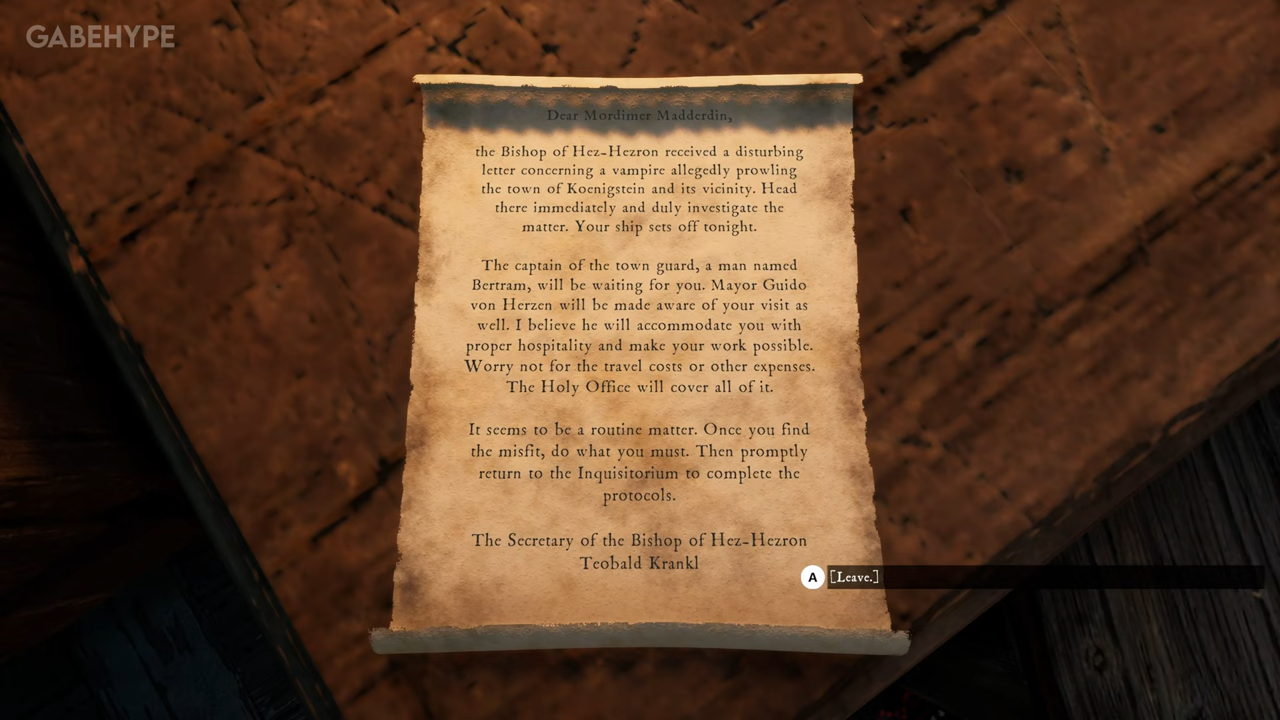 GABEHYPE
Dear Mordimer Madderdin,
the Bishop of Hez-Hezron received a disturbing
letter concerning a vampire allegedly prowling
the town of Koenigstein and its vicinity. Head
there immediately and duly investigate the
matter. Your ship sets off tonight.
The captain of the town guard, a man named
Bertram, will be waiting for you. Mayor Guido
von Herzen will be made aware of your visit as
well. I believe he will accommodate you with
proper hospitality and make your work possible.
Worry not for the travel costs or other expenses.
The Holy Office will cover all of it.
It seems to be a routine matter. Once you find
the misfit, do what you must. Then promptly
return to the Inquisitorium to complete the
protocols.
The Secretary of the Bishop of Hez-Hezron
Teobald Krankl
A [Leave.]